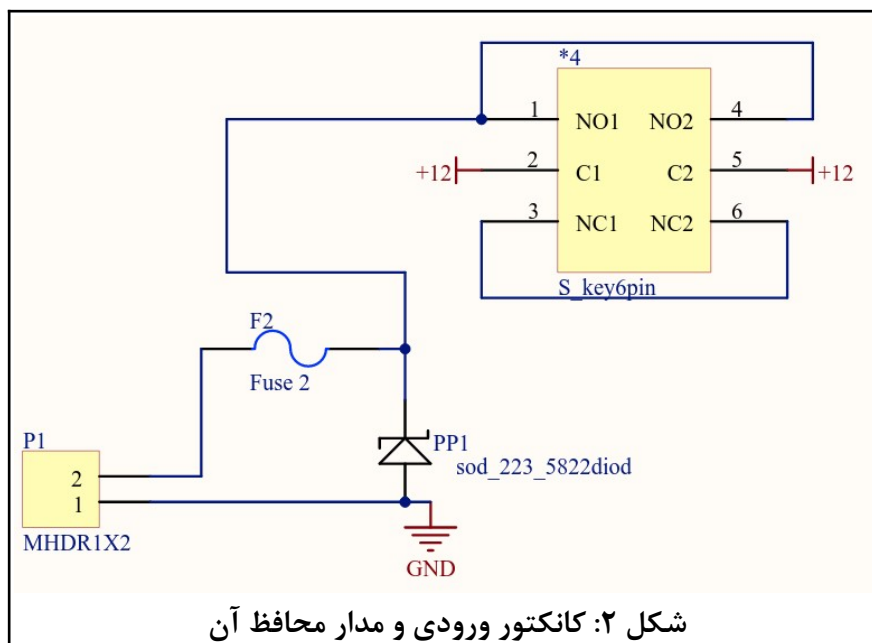 *4
1 NO1 NO2 4
+12 2 C1 C2 5 +12
3 NC1 NC2 6
S_key6pin
F2
Fuse 2
P1
PP1
sod_223_5822diod
2
1
MHDR1X2
GND
شکل ۲: کانکتور ورودی و مدار محافظ آن